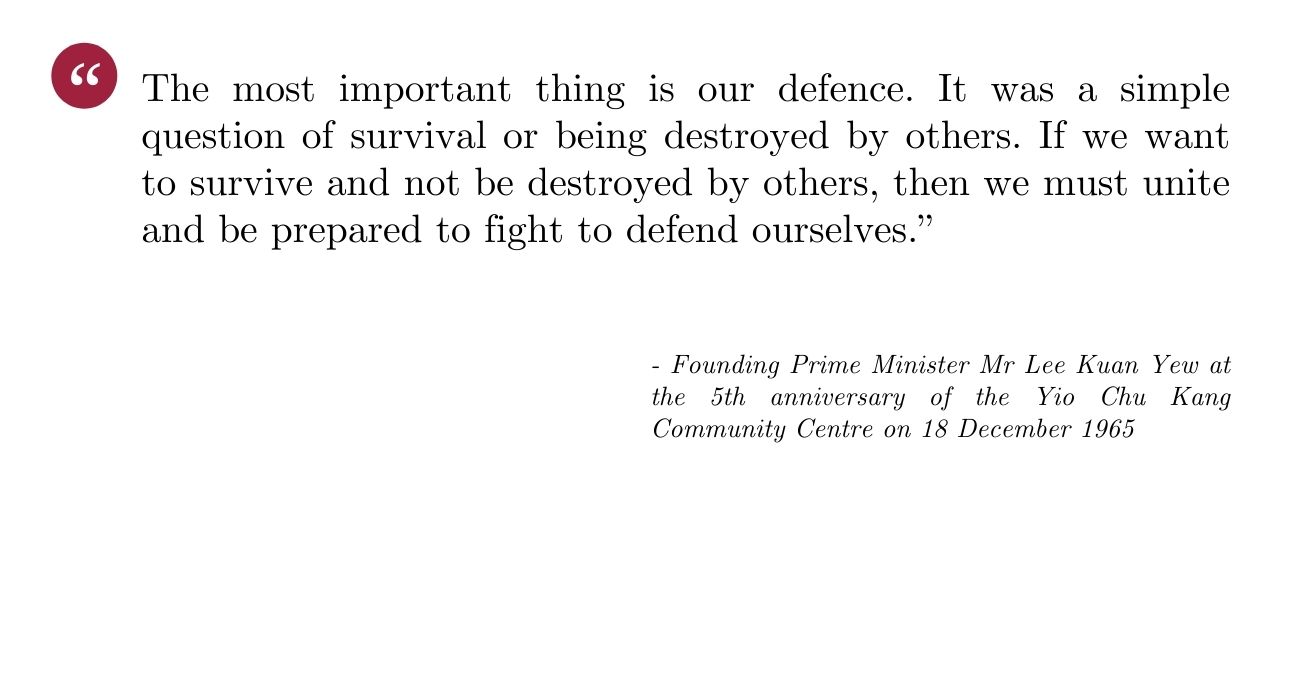 “ The most important thing is our defence. It was a simple
question of survival or being destroyed by others. If we want
to survive and not be destroyed by others, then we must unite
and be prepared to fight to defend ourselves.”
- Founding Prime Minister Mr Lee Kuan Yew at
the 5th anniversary of the Yio Chu Kang
Community Centre on 18 December 1965